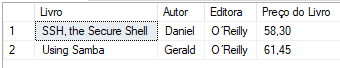 Livro Autor Editora Preço do Livro
1 SSH, the Secure Shell Daniel O´Reilly 58,30
2 Using Samba Gerald O´Reilly 61,45